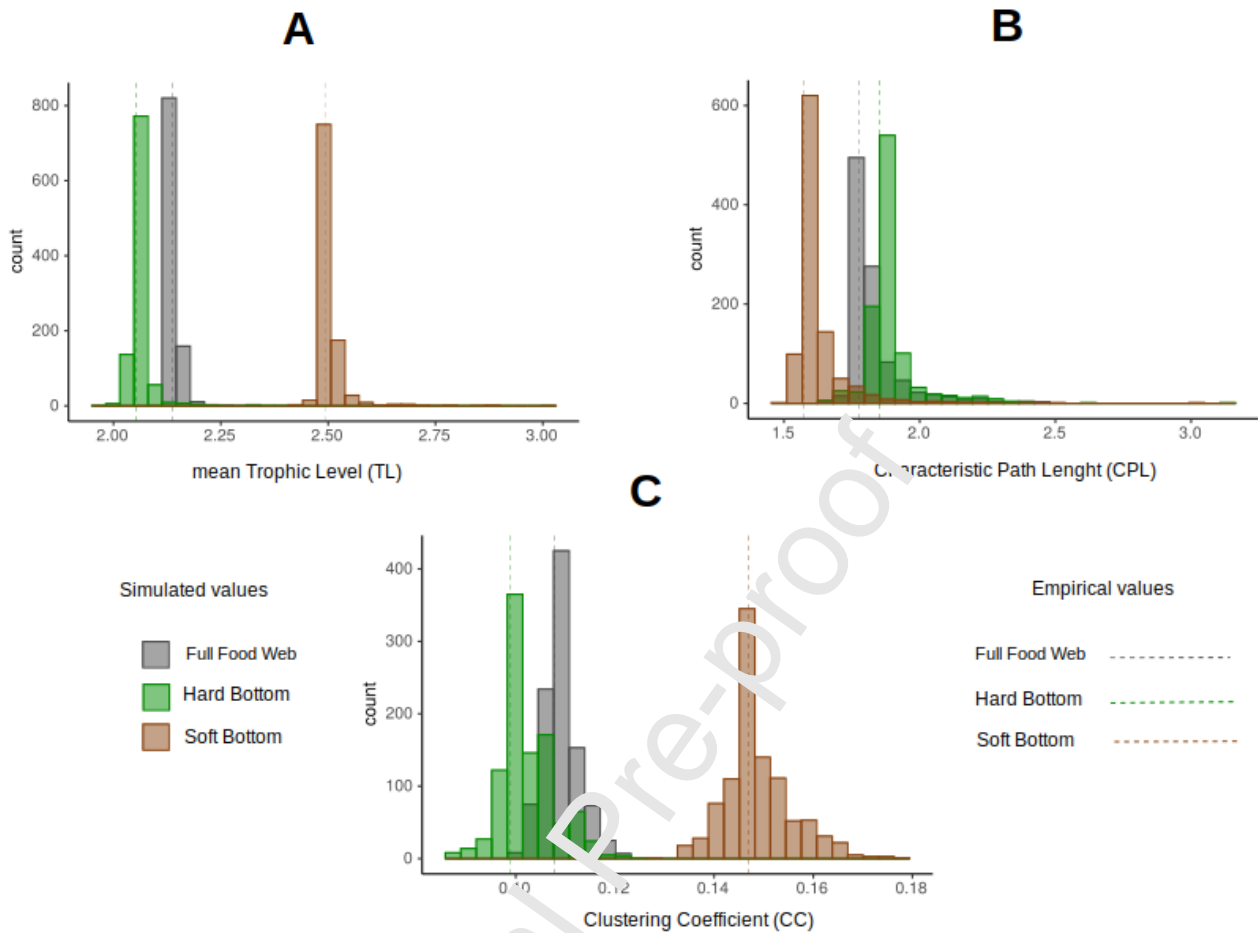 A
B
800
600
400
200
0
count
2.00
2.25
2.50
2.75
3.00
mean Trophic Level (TL)
600
400
200
0
count
1.5
2.0
2.5
3.0
Characteristic Path Lenght (CPL)
C
400
300
200
100
0
count
0.10
0.12
0.14
0.16
0.18
Clustering Coefficient (CC)
Simulated values
Full Food Web
Hard Bottom
Soft Bottom
Empirical values
Full Food Web
Hard Bottom
Soft Bottom
l Pre-proof